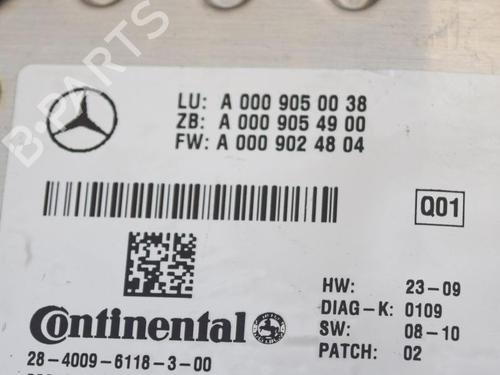 LU: A 000 905 00 38
ZB: A 000 905 49 00
FW: A 000 902 48 04
Q01
HW: 23-09
DIAG-K: 0109
SW: 08-10
PATCH: 02
Continental
28-4009-6118-3-00
B-PARTS